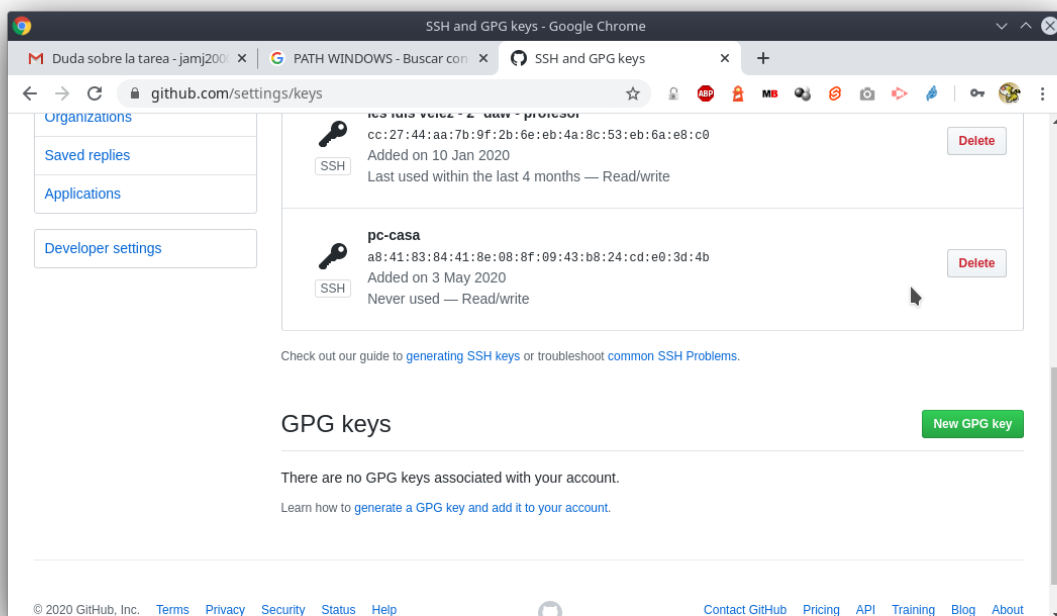 SSH and GPG keys - Google Chrome
Duda sobre la tarea - jamj200
PATH WINDOWS - Buscar con
SSH and GPG keys
github.com/settings/keys
ABP
MB
Organizations
Saved replies
Applications
Developer settings
ies luis velez - 2 daw - profesor
cc:27:44:aa:7b:9f:2b:6e:eb:4a:8c:53:eb:6a:e8:c0
Added on 10 Jan 2020
Last used within the last 4 months — Read/write
SSH
Delete
pc-casa
a8:41:83:84:41:8e:08:8f:09:43:b8:24:cd:e0:3d:4b
Added on 3 May 2020
Never used — Read/write
SSH
Delete
Check out our guide to generating SSH keys or troubleshoot common SSH Problems.
GPG keys
New GPG key
There are no GPG keys associated with your account.
Learn how to generate a GPG key and add it to your account.
© 2020 GitHub, Inc. Terms Privacy Security Status Help
Contact GitHub Pricing API Training Blog About